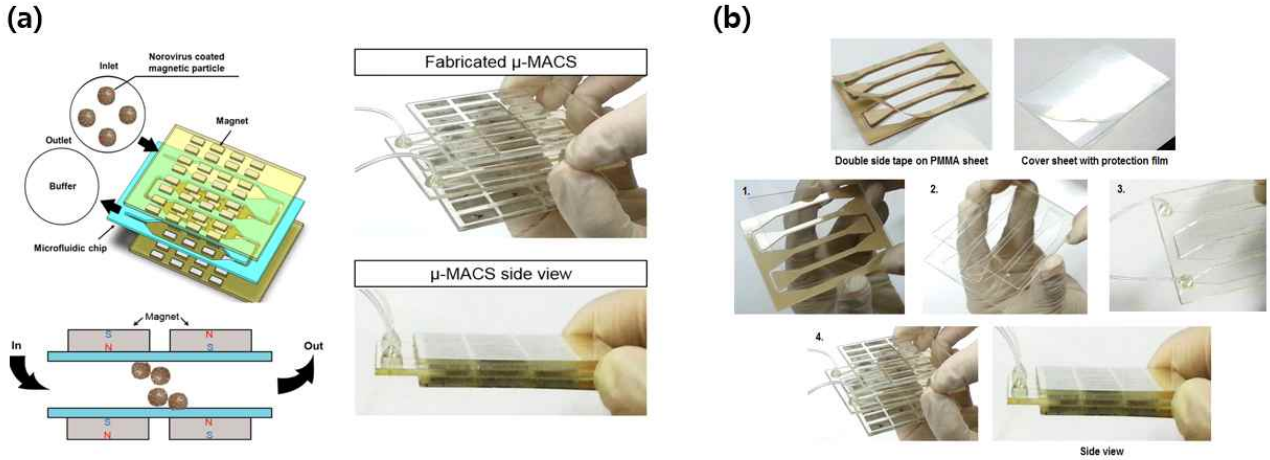 (a)
Norovirus coated
magnetic particle
Inlet
Magnet
Outlet
Buffer
Microfluidic chip
Magnet
S
N
N
S
In
Out
S
N
N
S
Fabricated μ-MACS
μ-MACS side view
(b)
Double side tape on PMMA sheet
Cover sheet with protection film
1.
2.
3.
4.
Side view